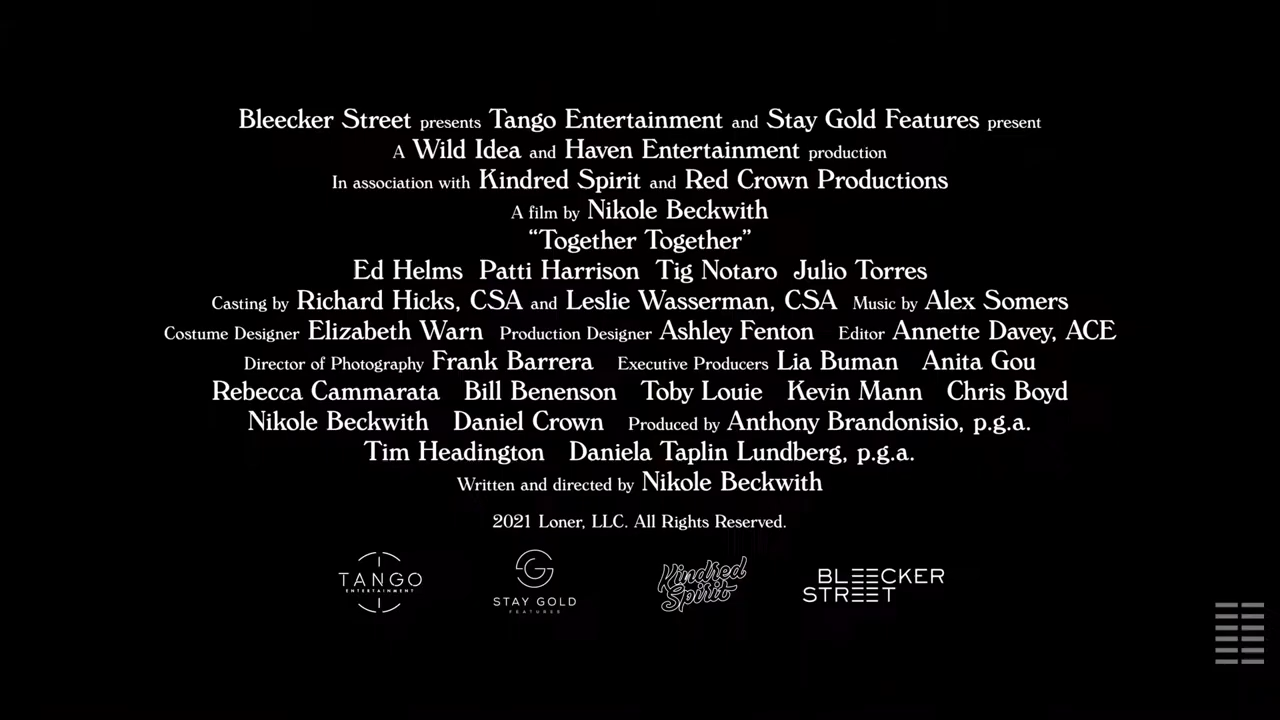 Bleecker Street presents Tango Entertainment and Stay Gold Features present
A Wild Idea and Haven Entertainment production
In association with Kindred Spirit and Red Crown Productions
A film by Nikole Beckwith
“Together Together”
Ed Helms Patti Harrison Tig Notaro Julio Torres
Casting by Richard Hicks, CSA and Leslie Wasserman, CSA Music by Alex Somers
Costume Designer Elizabeth Warn Production Designer Ashley Fenton Editor Annette Davey, ACE
Director of Photography Frank Barrera Executive Producers Lia Buman Anita Gou
Rebecca Cammarata Bill Benenson Toby Louie Kevin Mann Chris Boyd
Nikole Beckwith Daniel Crown Produced by Anthony Brandonisio, p.g.a.
Tim Headington Daniela Taplin Lundberg, p.g.a.
Written and directed by Nikole Beckwith
2021 Loner, LLC. All Rights Reserved.
TANGO
ENTERTAINMENT
STAY GOLD
FEATURES
Kindred
Spirit
BLEECKER
STREET